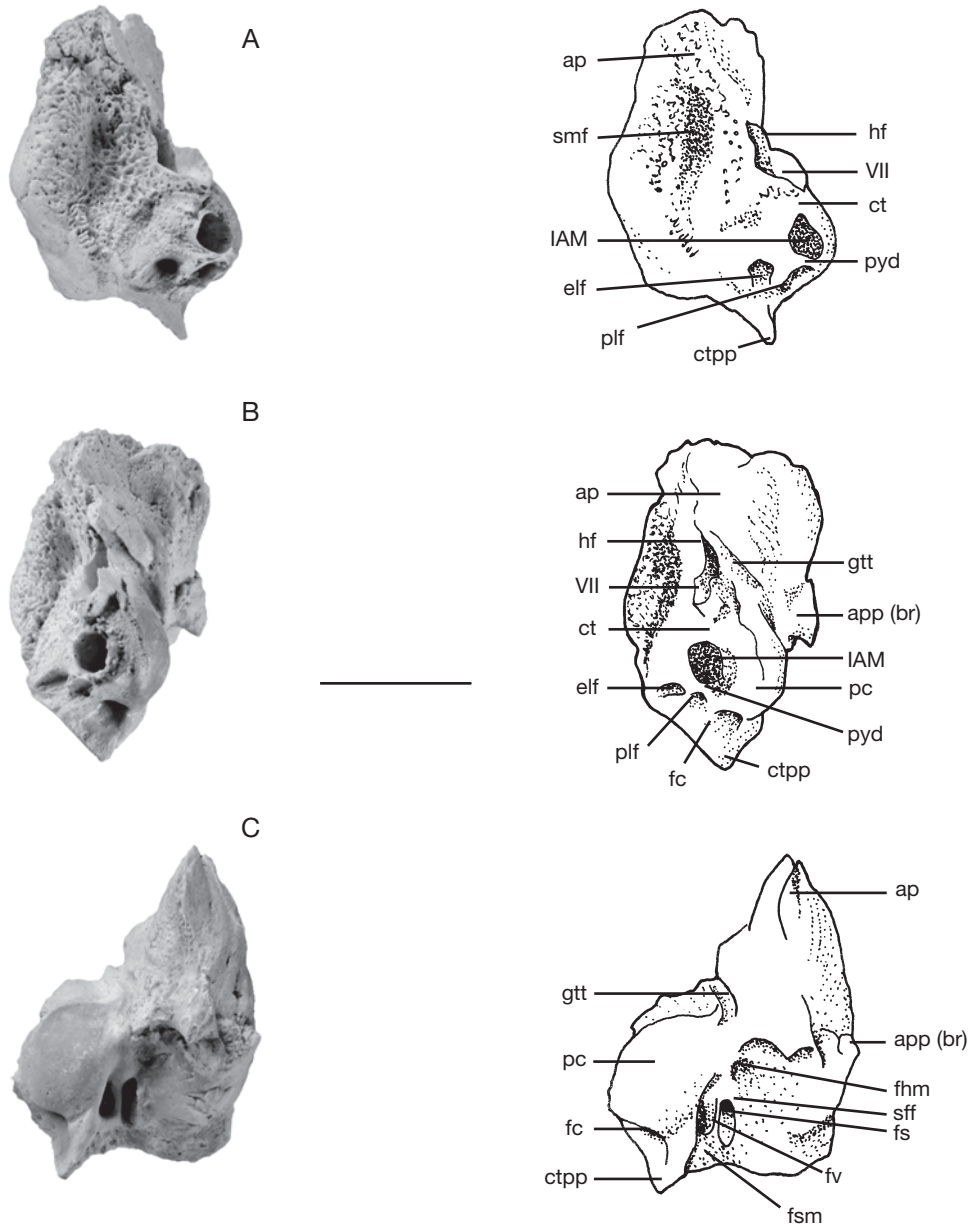 A
ap
smf
IAM
elf
plf
ctpp
hf
VII
ct
pyd
B
ap
hf
VII
ct
elf
plf
fc
gtt
app (br)
IAM
pc
pyd
ctpp
C
gtt
pc
fc
ctpp
ap
app (br)
fhm
sff
fs
fv
fsm